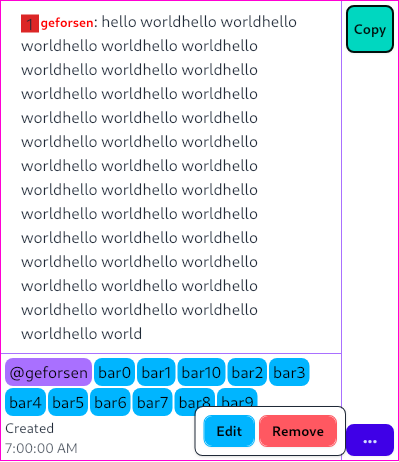 1 geforsen: hello worldhello worldhello
worldhello worldhello worldhello
worldhello worldhello worldhello
worldhello worldhello worldhello
worldhello worldhello worldhello
worldhello worldhello worldhello
worldhello worldhello worldhello
worldhello worldhello worldhello
worldhello worldhello worldhello
worldhello worldhello worldhello
worldhello worldhello worldhello
worldhello worldhello worldhello
worldhello worldhello worldhello
worldhello world
Copy
@geforsen bar0 bar1 bar10 bar2 bar3
bar4 bar5 bar6 bar7 bar8 bar9
Created
7:00:00 AM
Edit Remove
...